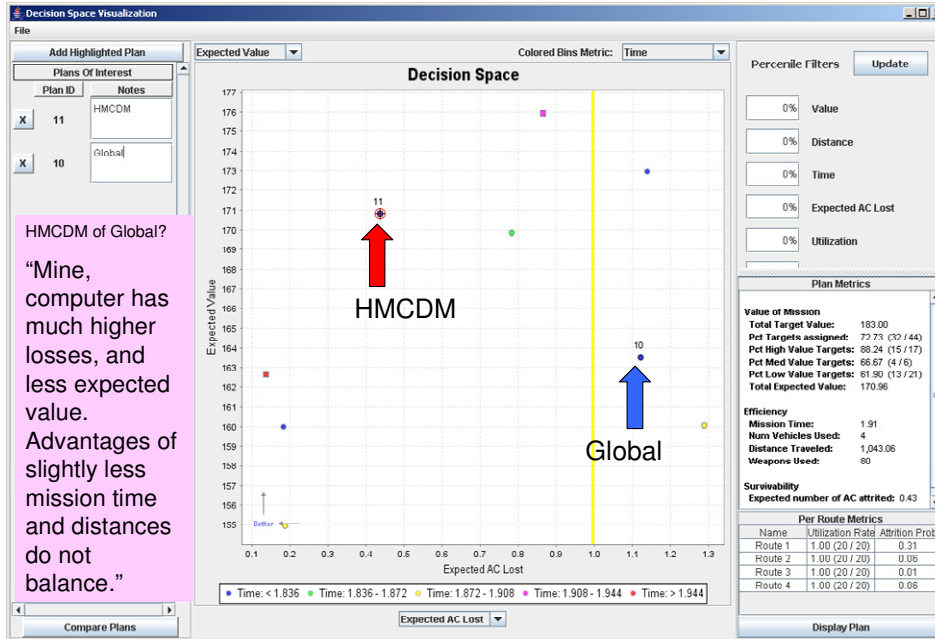 Decision Space Visualization
File
Add Highlighted Plan
Plans Of Interest
Plan ID Notes
X 11 HMCDM
X 10 Global
HMCDM of Global?
“Mine,
computer has
much higher
losses, and
less expected
value.
Advantages of
slightly less
mission time
and distances
do not
balance.”
Compare Plans
Expected Value
Colored Bins Metric: Time
Decision Space
177
176
175
174
173
172
171
170
169
168
167
166
165
164
163
162
161
160
159
158
157
156
155
Expected Value
11
HMCDM
10
Global
Better
0.1 0.2 0.3 0.4 0.5 0.6 0.7 0.8 0.9 1.0 1.1 1.2 1.3
Expected AC Lost
Time: < 1.836 Time: 1.836 - 1.872 Time: 1.872 - 1.908 Time: 1.908 - 1.944 Time: > 1.944
Expected AC Lost
Percenile Filters Update
0% Value
0% Distance
0% Time
0% Expected AC Lost
0% Utilization
Plan Metrics
Value of Mission
Total Target Value: 183.00
Pct Targets assigned: 72.73 (32 / 44)
Pct High Value Targets: 88.24 (15 / 17)
Pct Med Value Targets: 66.67 (4 / 6)
Pct Low Value Targets: 61.90 (13 / 21)
Total Expected Value: 170.96
Efficiency
Mission Time: 1.91
Num Vehicles Used: 4
Distance Traveled: 1,043.06
Weapons Used: 80
Survivability
Expected number of AC attrited: 0.43
Per Route Metrics
Name Utilization Rate Attrition Prob
Route 1 1.00 (20 / 20) 0.31
Route 2 1.00 (20 / 20) 0.06
Route 3 1.00 (20 / 20) 0.01
Route 4 1.00 (20 / 20) 0.06
Display Plan